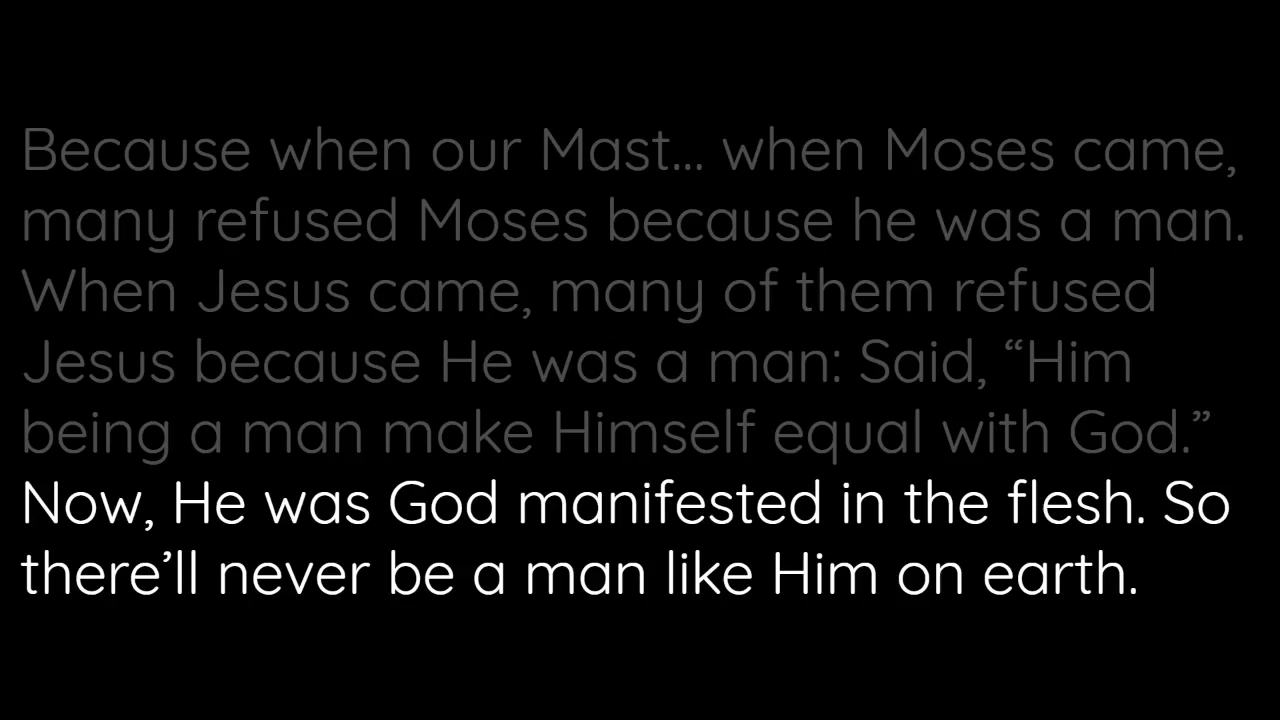 Because when our Mast... when Moses came,
many refused Moses because he was a man.
When Jesus came, many of them refused
Jesus because He was a man: Said, “Him
being a man make Himself equal with God.”
Now, He was God manifested in the flesh. So
there’ll never be a man like Him on earth.